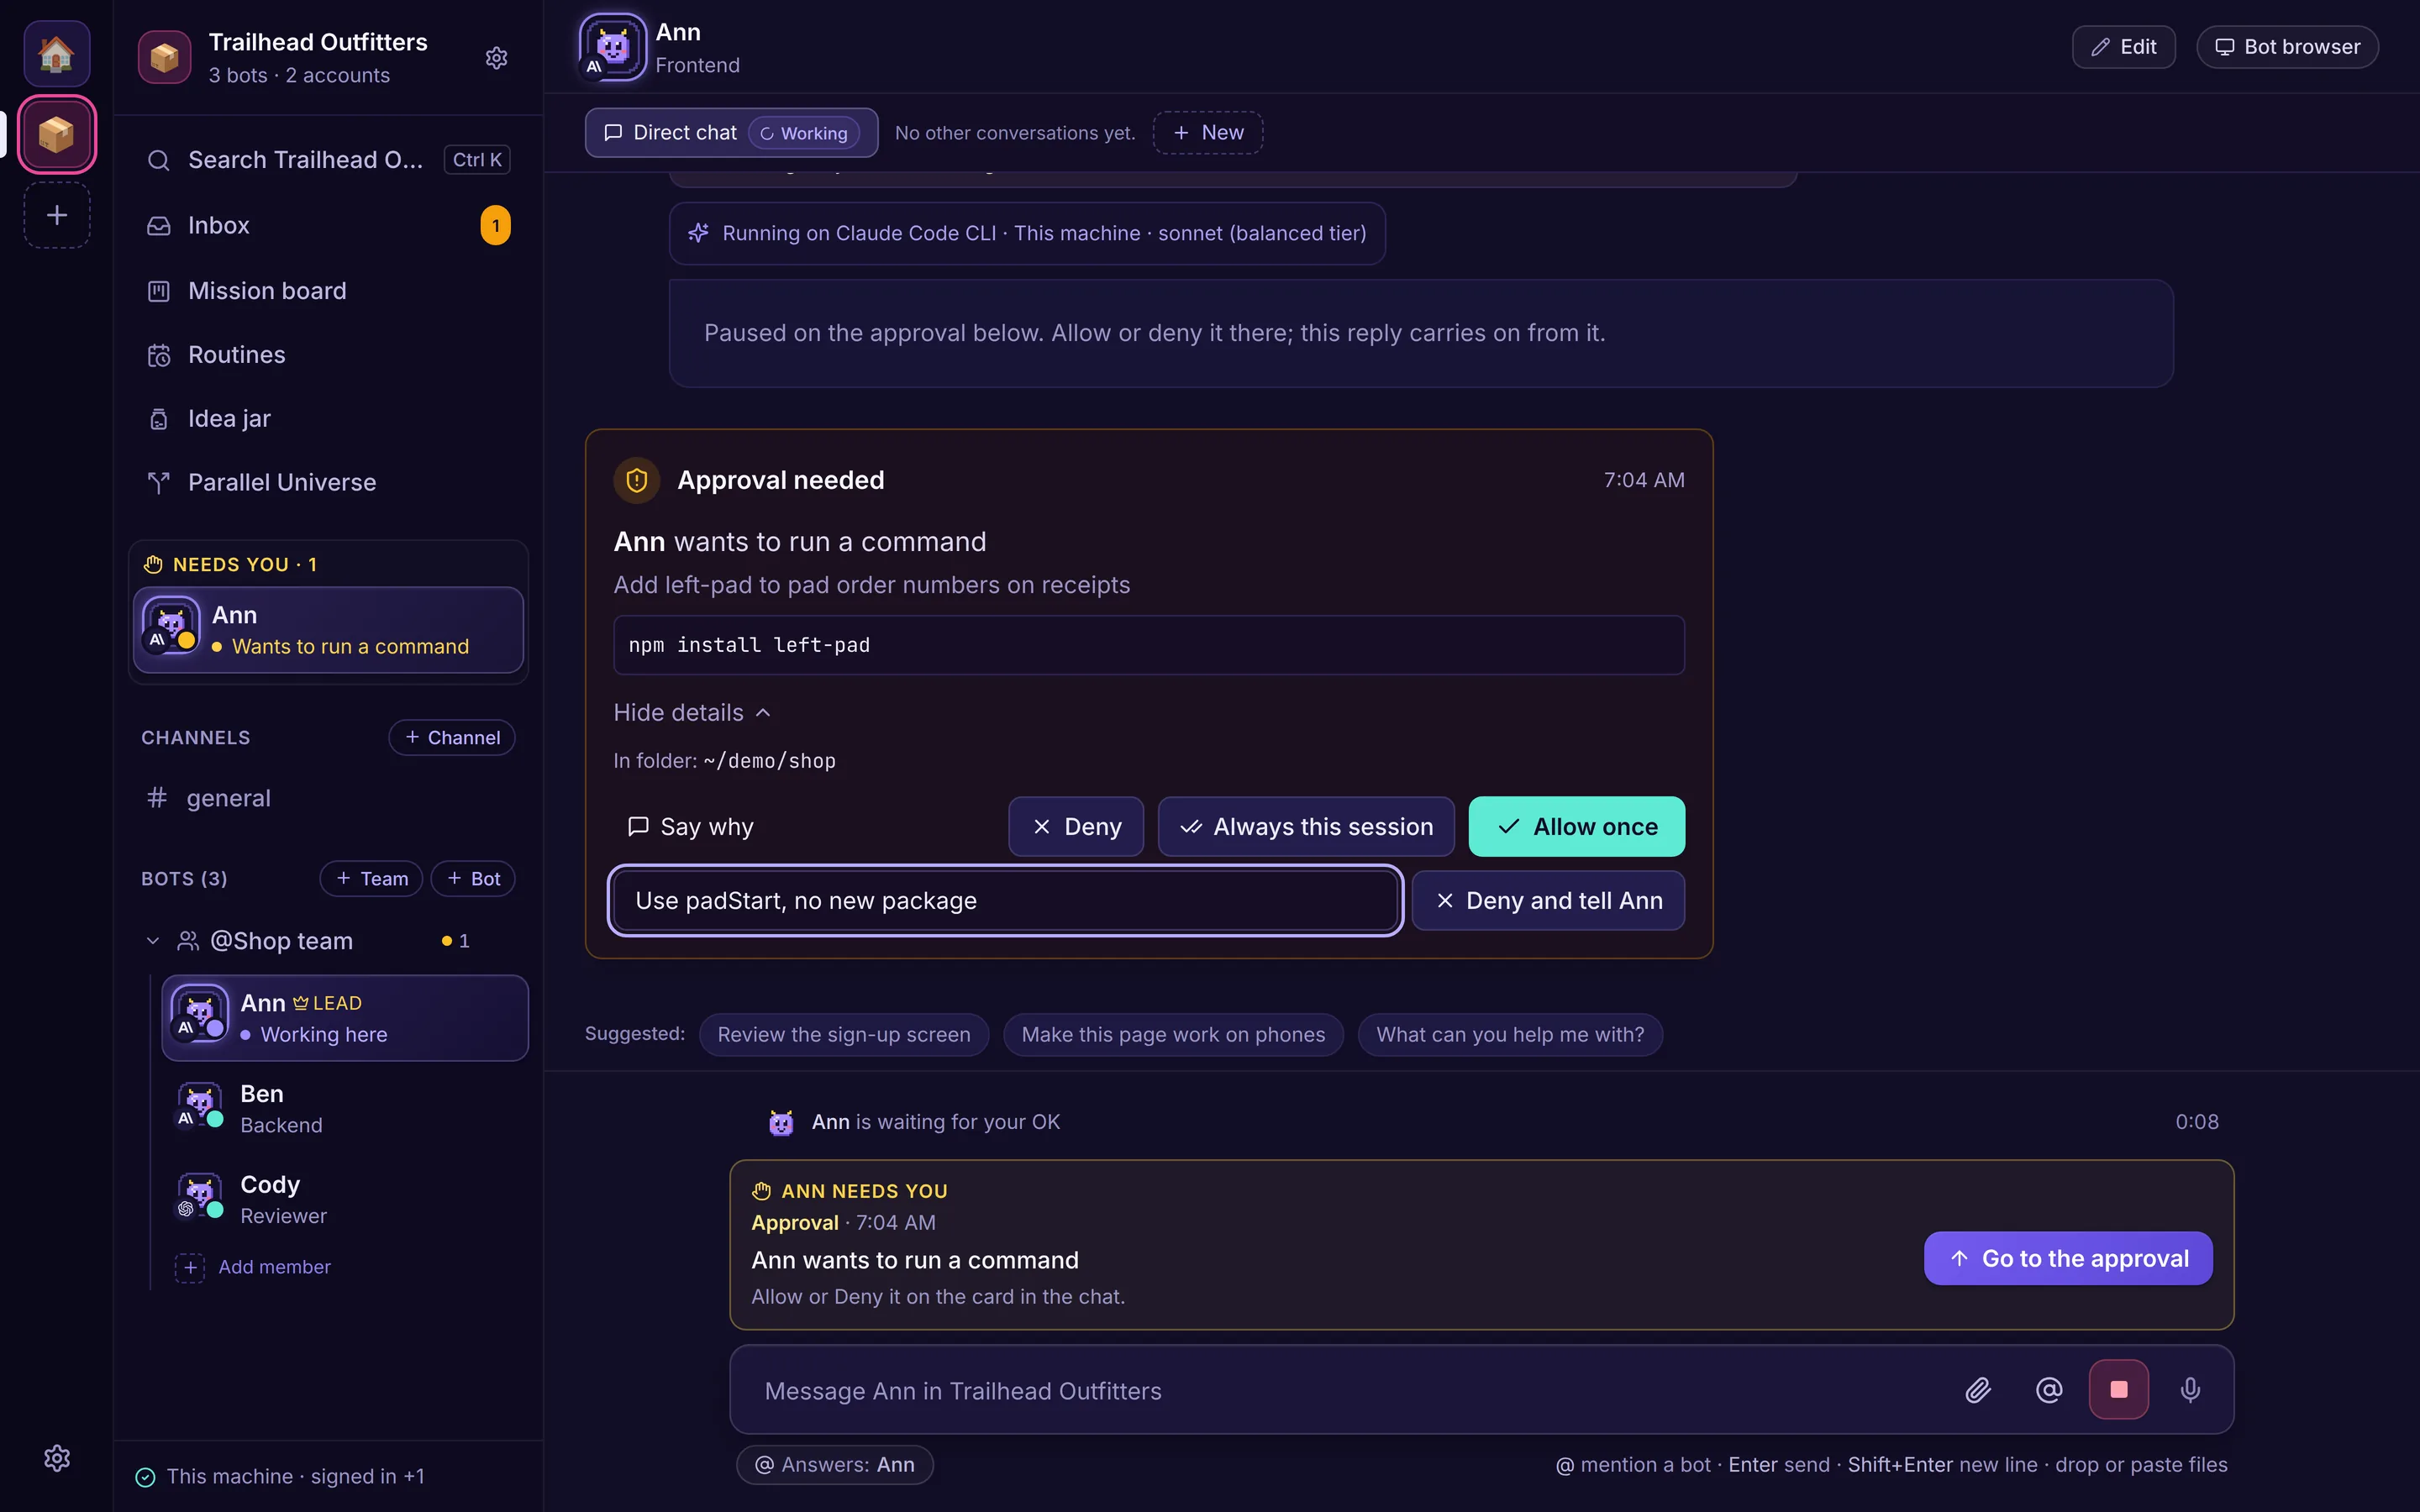 Trailhead Outfitters
3 bots · 2 accounts
Search Trailhead O... Ctrl K
Inbox 1
Mission board
Routines
Idea jar
Parallel Universe
NEEDS YOU · 1
Ann
Wants to run a command
CHANNELS + Channel
# general
BOTS (3) + Team + Bot
@Shop team 1
Ann LEAD
Working here
Ben
Backend
Cody
Reviewer
+ Add member
This machine · signed in +1
Ann
Frontend
Edit
Bot browser
Direct chat Working No other conversations yet. + New
Running on Claude Code CLI · This machine · sonnet (balanced tier)
Paused on the approval below. Allow or deny it there; this reply carries on from it.
Approval needed 7:04 AM
Ann wants to run a command
Add left-pad to pad order numbers on receipts
npm install left-pad
Hide details
In folder: ~/demo/shop
Say why Deny Always this session Allow once
Use padStart, no new package Deny and tell Ann
Suggested: Review the sign-up screen Make this page work on phones What can you help me with?
Ann is waiting for your OK 0:08
ANN NEEDS YOU
Approval · 7:04 AM
Ann wants to run a command
Allow or Deny it on the card in the chat.
Go to the approval
Message Ann in Trailhead Outfitters
@ Answers: Ann
@ mention a bot · Enter send · Shift+Enter new line · drop or paste files